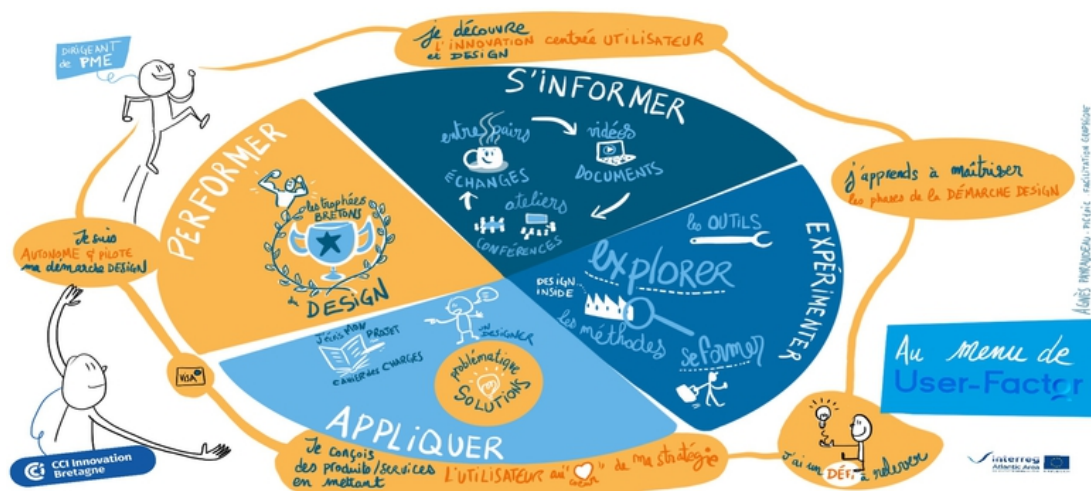 DIRIGEANT
de PME
je découvre
L'INNOVATION centrée UTILISATEUR
et DESIGN
S'INFORMER
entre pairs
ÉCHANGES
vidéos
DOCUMENTS
ateliers
CONFÉRENCES
j'apprends à maîtriser
les phases de la DÉMARCHE DESIGN
EXPÉRIMENTER
les OUTILS
explorer
DESIGN
INSIDE
les méthodes
se former
J'ai un DÉFI à relever
APPLIQUER
J'écris MON
PROJET
CAHIER des CHARGES
UN
DESIGNER
problématique
SOLUTIONS
Je conçois
des produits/services
en mettant
L'UTILISATEUR au "cœur" de ma stratégie
VISA
PERFORMER
les trophées
BRETONS
du
DESIGN
Je suis
AUTONOME & PILOTE
ma démarche DESIGN
CCI Innovation
Bretagne
Au menu de
User-Factor
Interreg
Atlantic Area